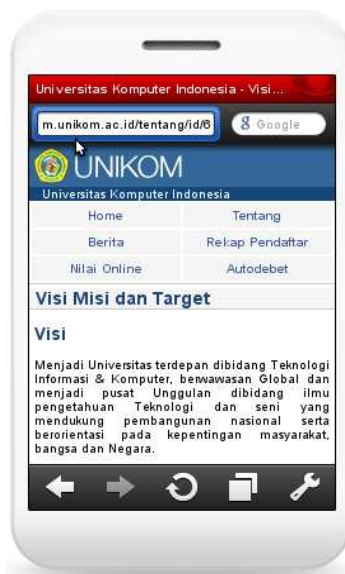 Universitas Komputer Indonesia - Visi...
m.unikom.ac.id/tentang/id/6
8 Google
UNIKOM
Universitas Komputer Indonesia
Home Tentang
Berita Rekap Pendaftar
Nilai Online Autodebet
Visi Misi dan Target
Visi
Menjadi Universitas terdepan dibidang Teknologi
Informasi & Komputer, berwawasan Global dan
menjadi pusat Unggulan dibidang ilmu
pengetahuan Teknologi dan seni yang
mendukung pembangunan nasional serta
berorientasi pada kepentingan masyarakat,
bangsa dan Negara.